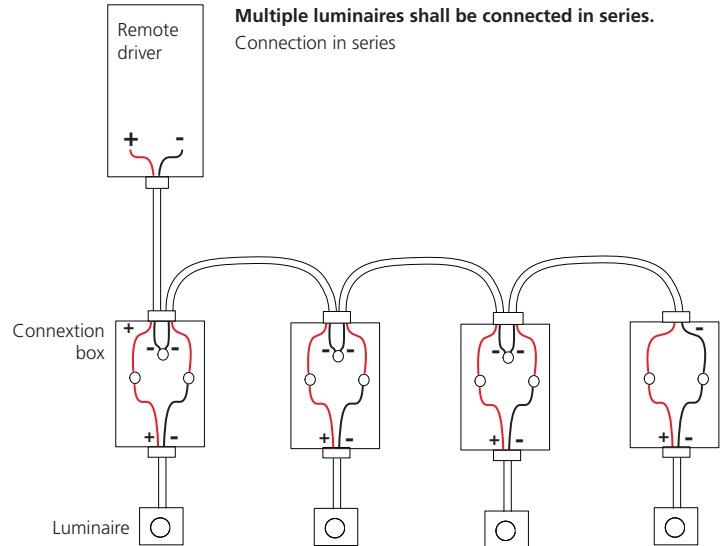 Multiple luminaires shall be connected in series.
Connection in series
Remote
driver
+ -
Connextion
box
+ - -
- -
- -
-
+ -
+ -
+ -
+ -
Luminaire